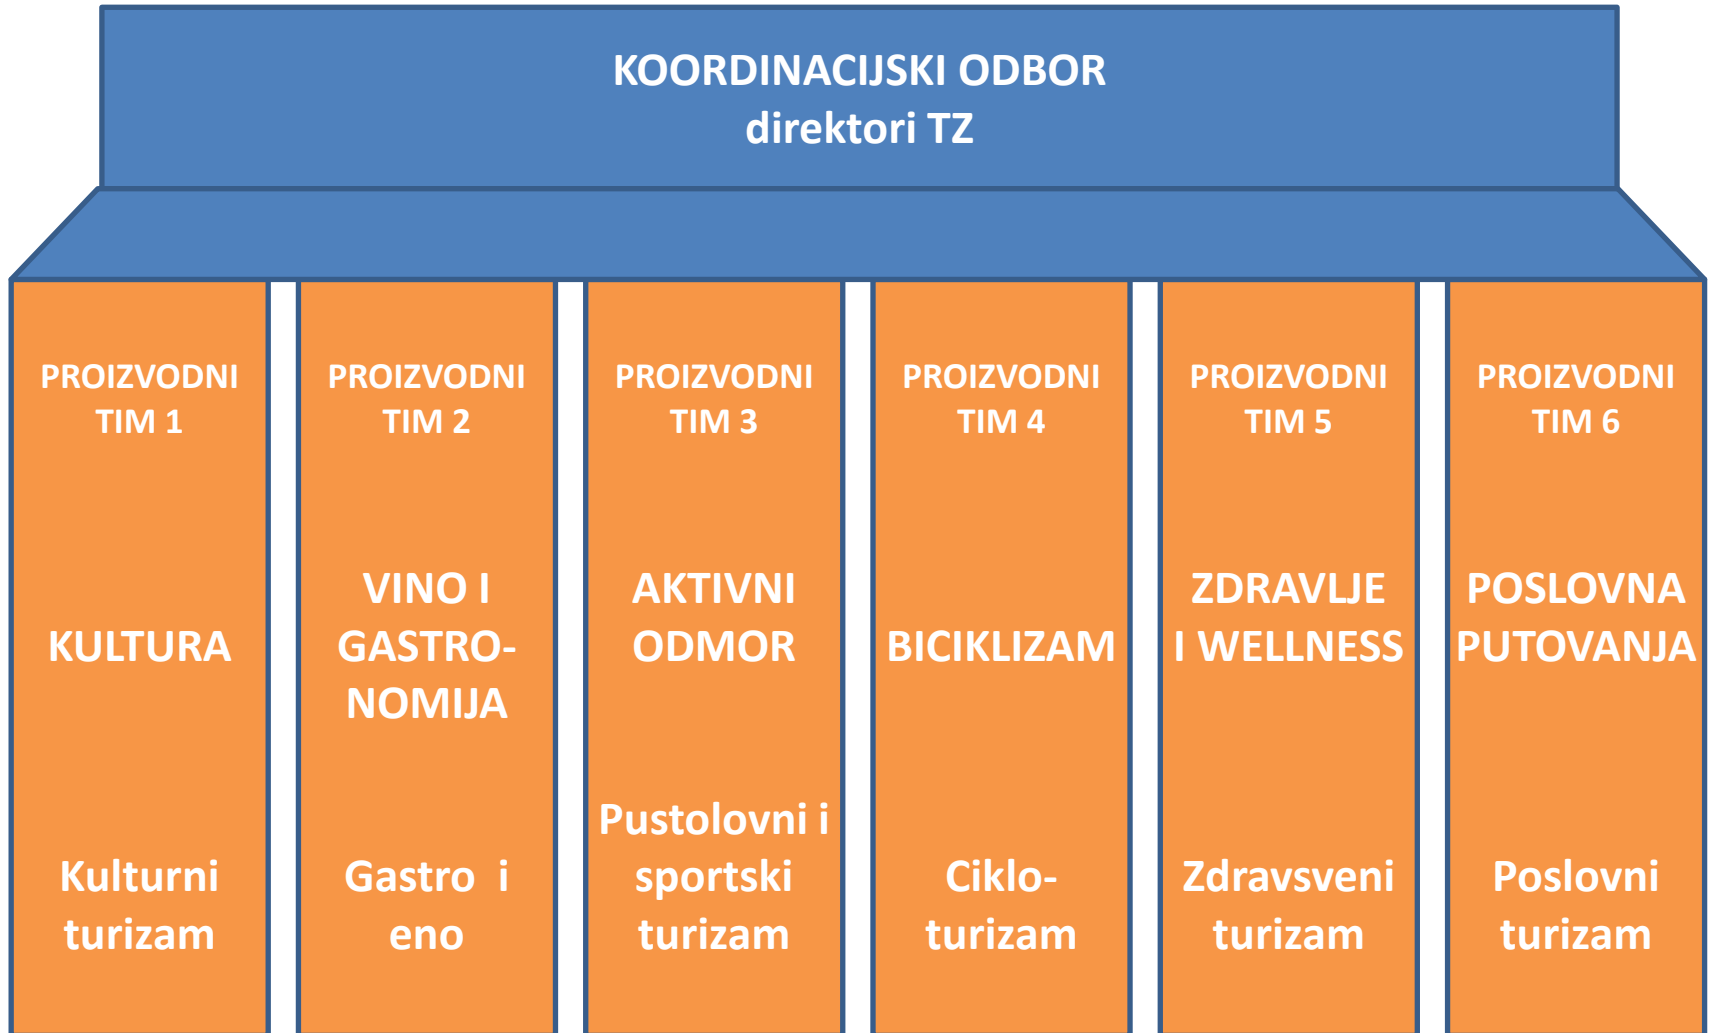 KOORDINACIJSKI ODBOR
direktori TZ
PROIZVODNI
TIM 1
KULTURA
Kulturni
turizam
PROIZVODNI
TIM 2
VINO I
GASTRO-
NOMIJA
Gastro  i
eno
PROIZVODNI
TIM 3
AKTIVNI
ODMOR
Pustolovni i
sportski
turizam
PROIZVODNI
TIM 4
BICIKLIZAM
Ciklo-
turizam
PROIZVODNI
TIM 5
ZDRAVLJE
I WELLNESS
Zdravsveni
turizam
PROIZVODNI
TIM 6
POSLOVNA
PUTOVANJA
Poslovni
turizam